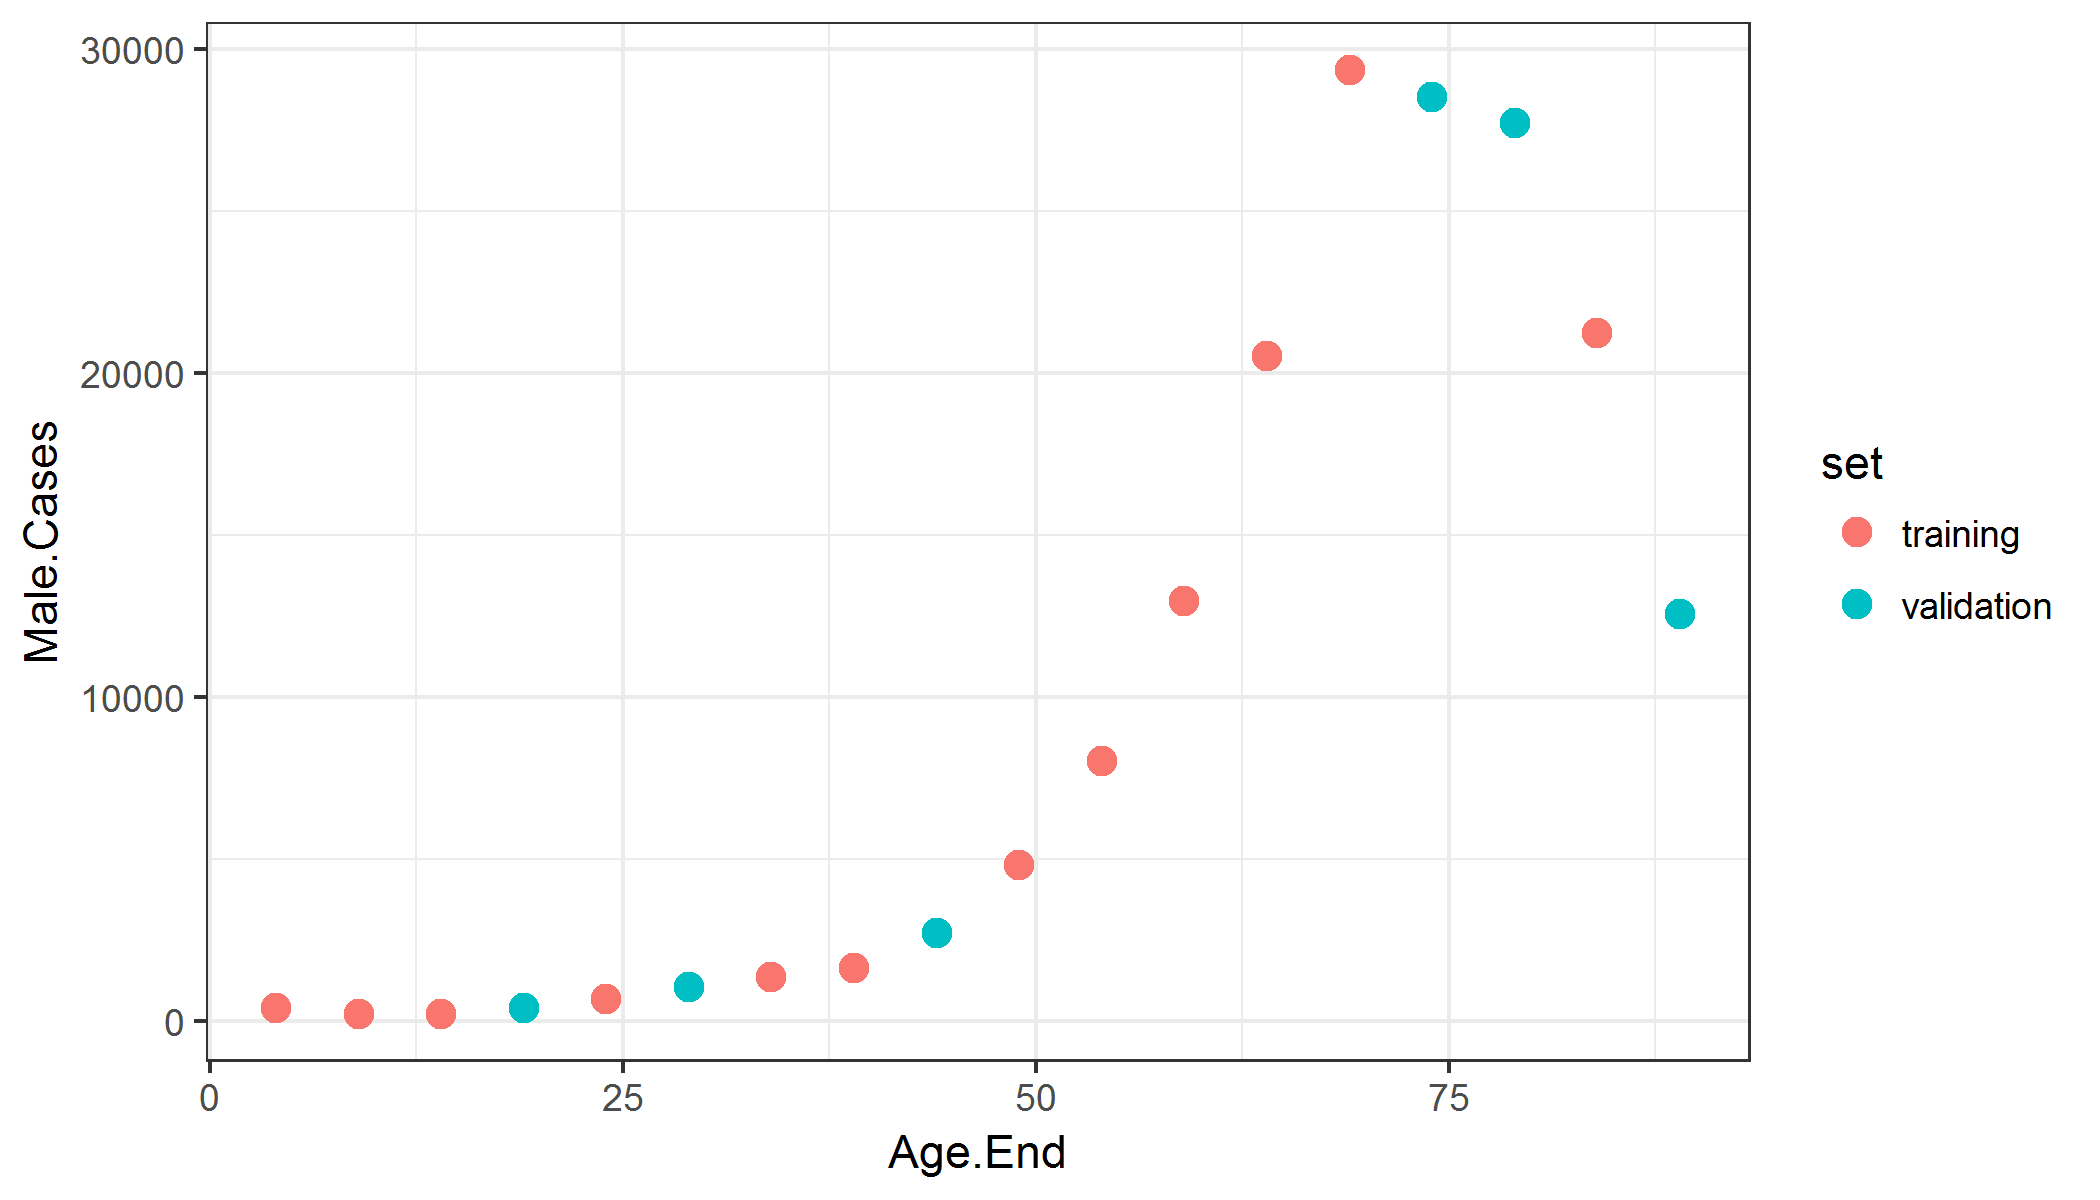 30000
20000
10000
0
Male.Cases
0 25 50 75
Age.End
set
training
validation